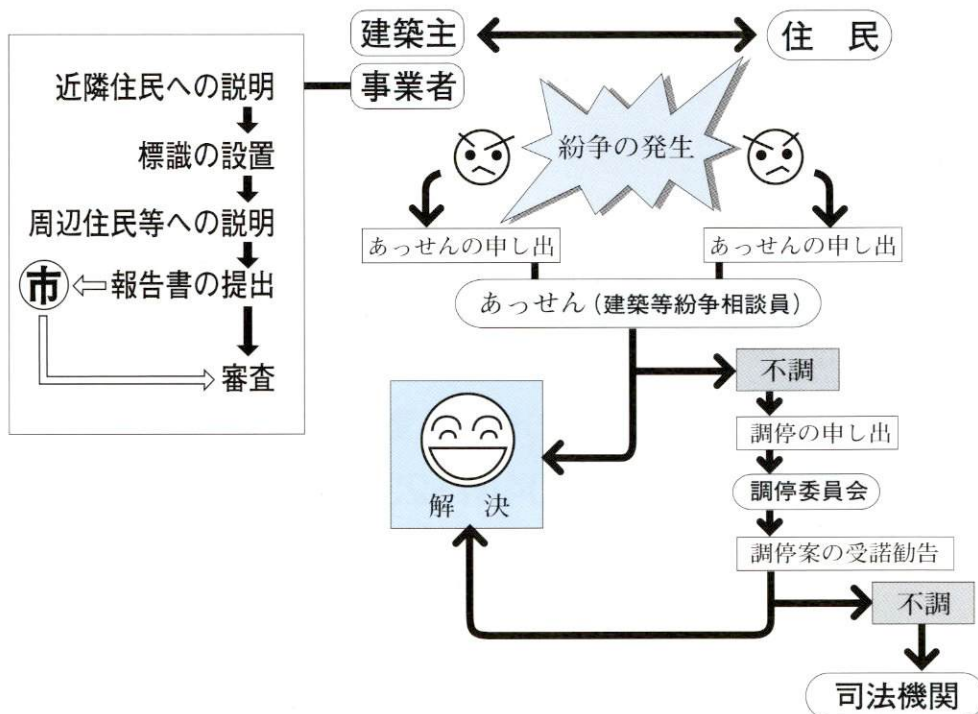 近隣住民への説明
標識の設置
周辺住民等への説明
市
報告書の提出
審査
建築主
事業者
住 民
紛争の発生
あっせんの申し出
あっせんの申し出
あっせん(建築等紛争相談員)
不調
調停の申し出
調停委員会
調停案の受諾勧告
解 決
不調
司法機関